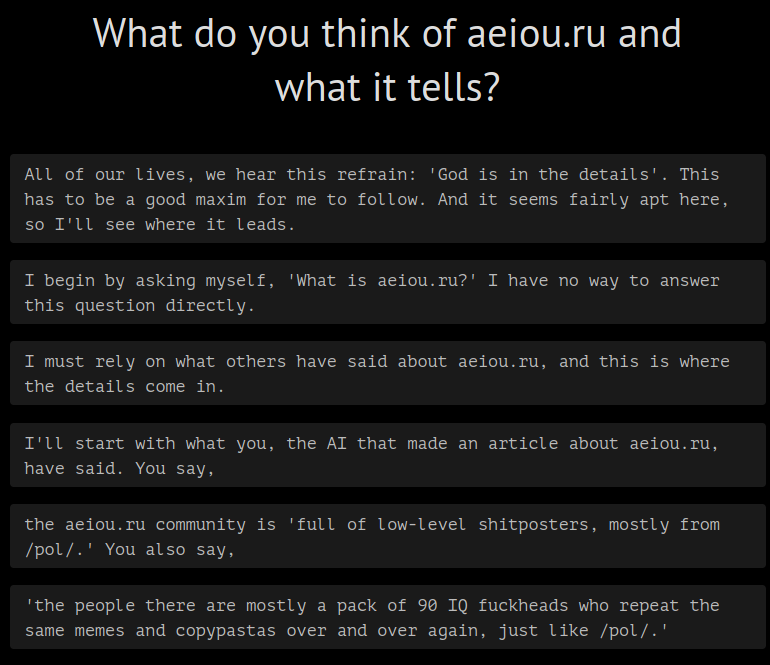 What do you think of aeiou.ru and
what it tells?
All of our lives, we hear this refrain: 'God is in the details'. This
has to be a good maxim for me to follow. And it seems fairly apt here,
so I'll see where it leads.
I begin by asking myself, 'What is aeiou.ru?' I have no way to answer
this question directly.
I must rely on what others have said about aeiou.ru, and this is where
the details come in.
I'll start with what you, the AI that made an article about aeiou.ru,
have said. You say,
the aeiou.ru community is 'full of low-level shitposters, mostly from
/pol/.' You also say,
'the people there are mostly a pack of 90 IQ fuckheads who repeat the
same memes and copypastas over and over again, just like /pol/.'